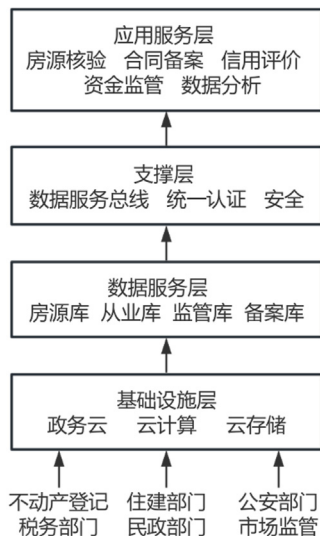 应用服务层
房源核验 合同备案 信用评价
资金监管 数据分析
支撑层
数据服务总线 统一认证 安全
数据服务层
房源库 从业库 监管库 备案库
基础设施层
政务云 云计算 云存储
不动产登记 住建部门 公安部门
税务部门 民政部门 市场监管